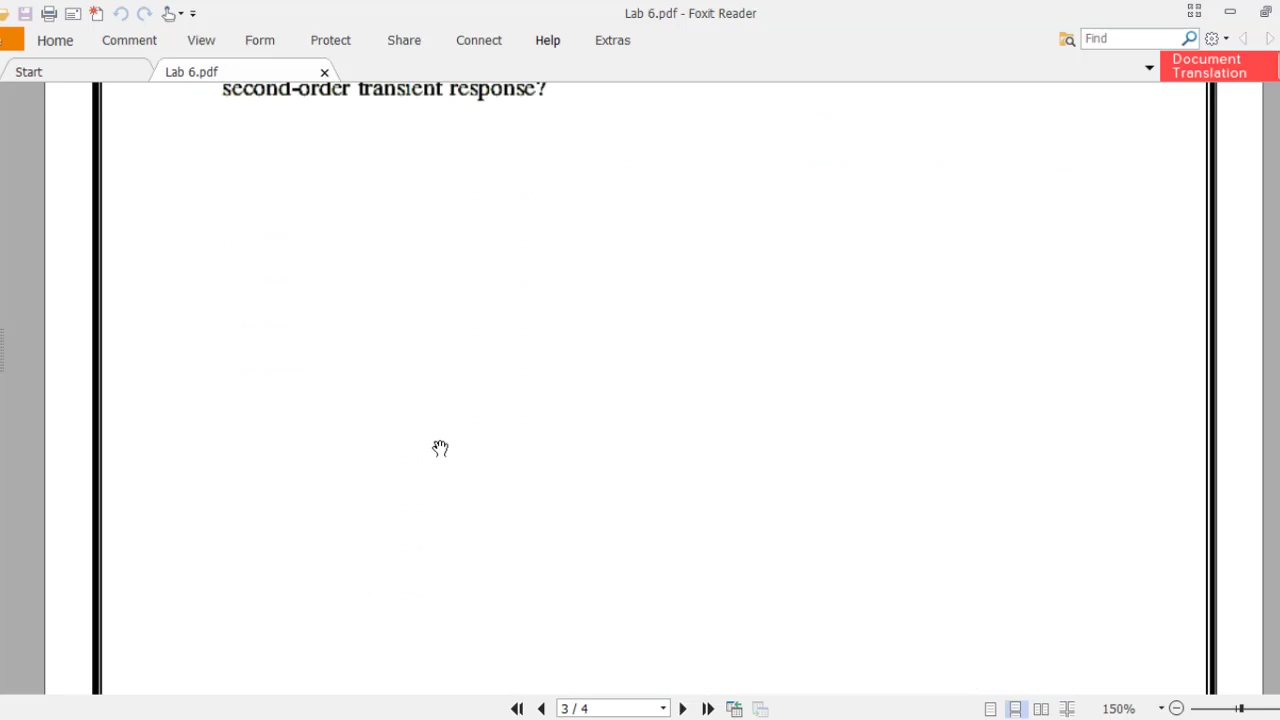 Lab 6.pdf - Foxit Reader
Home Comment View Form Protect Share Connect Help Extras
Find
Start
Lab 6.pdf
Document
Translation
second-order transient response?
3 / 4
150%